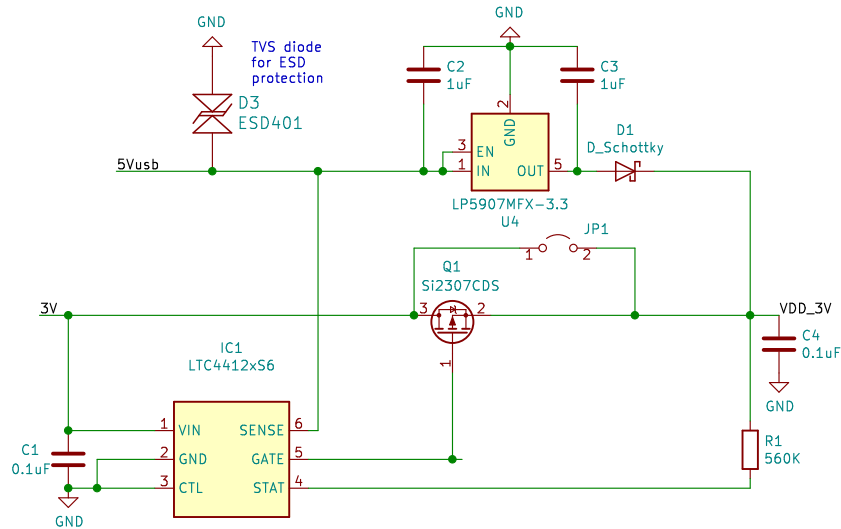 GND
GND
TVS diode
for ESD
protection
C2
1uF
C3
1uF
D3
ESD401
2
GND
3
EN
1
IN
OUT
5
D1
D_Schottky
5Vusb
LP5907MFX-3.3
U4
JP1
1
2
Q1
Si2307CDS
3V
3
2
VDD_3V
1
C4
0.1uF
GND
IC1
LTC4412xS6
1
VIN
SENSE
6
2
GND
GATE
5
3
CTL
STAT
4
C1
0.1uF
GND
R1
560K